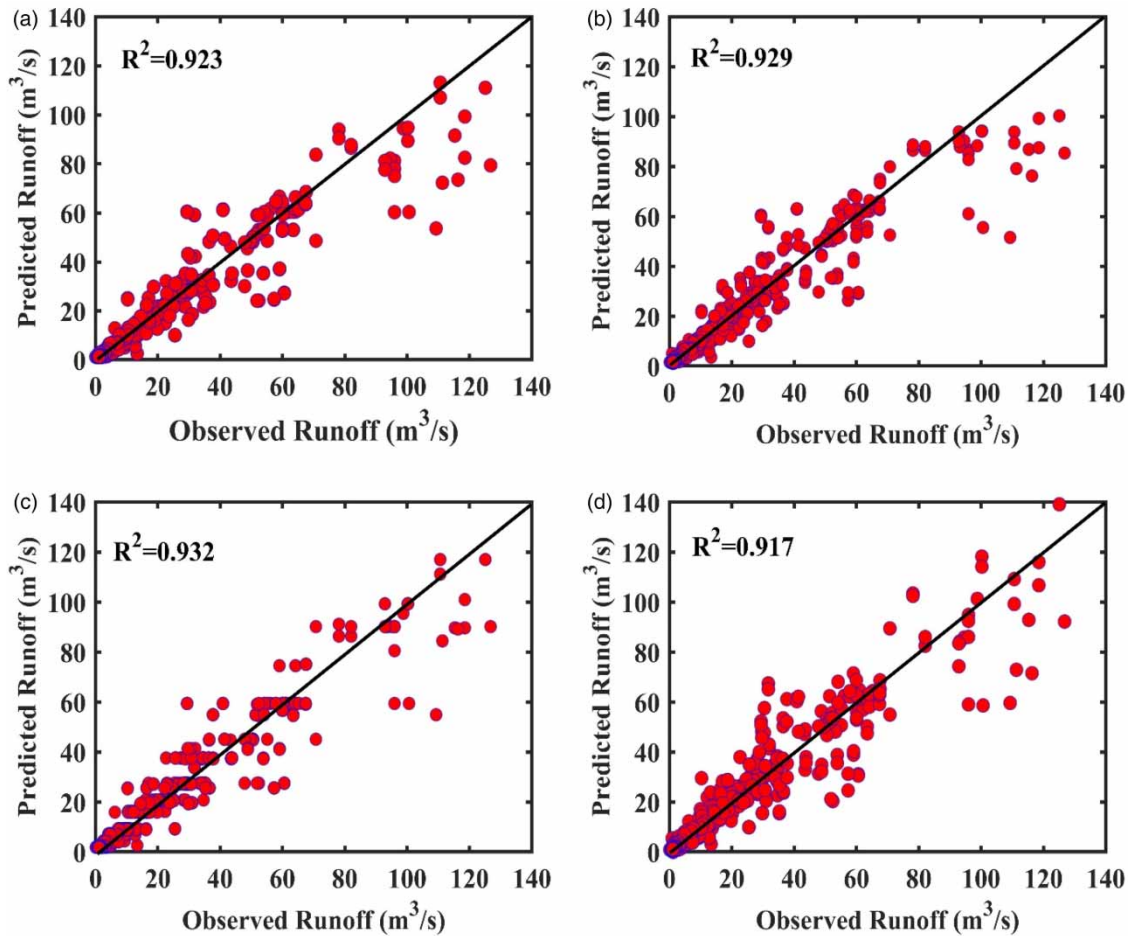 (a)
R²=0.923
Predicted Runoff (m³/s)
140
120
100
80
60
40
20
0
0 20 40 60 80 100 120 140
Observed Runoff (m³/s)
(b)
R²=0.929
Predicted Runoff (m³/s)
140
120
100
80
60
40
20
0
0 20 40 60 80 100 120 140
Observed Runoff (m³/s)
(c)
R²=0.932
Predicted Runoff (m³/s)
140
120
100
80
60
40
20
0
0 20 40 60 80 100 120 140
Observed Runoff (m³/s)
(d)
R²=0.917
Predicted Runoff (m³/s)
140
120
100
80
60
40
20
0
0 20 40 60 80 100 120 140
Observed Runoff (m³/s)